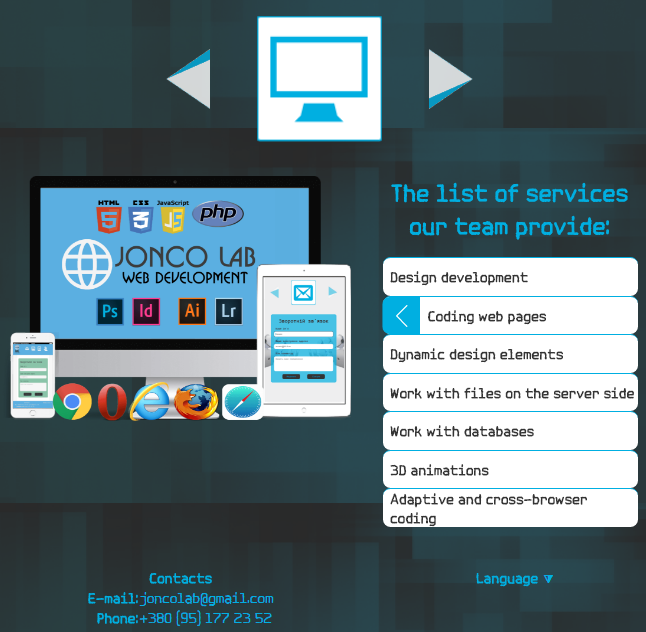 HTML CSS JavaScript
5 3 JS php
JONCO LAB
WEB DEVELOPMENT
Ps Id Ai Lr
The list of services
our team provide:
Design development
Coding web pages
Dynamic design elements
Work with files on the server side
Work with databases
3D animations
Adaptive and cross-browser
coding
Contacts
E-mail:joncolab@gmail.com
Phone:+380 (95) 177 23 52
Language